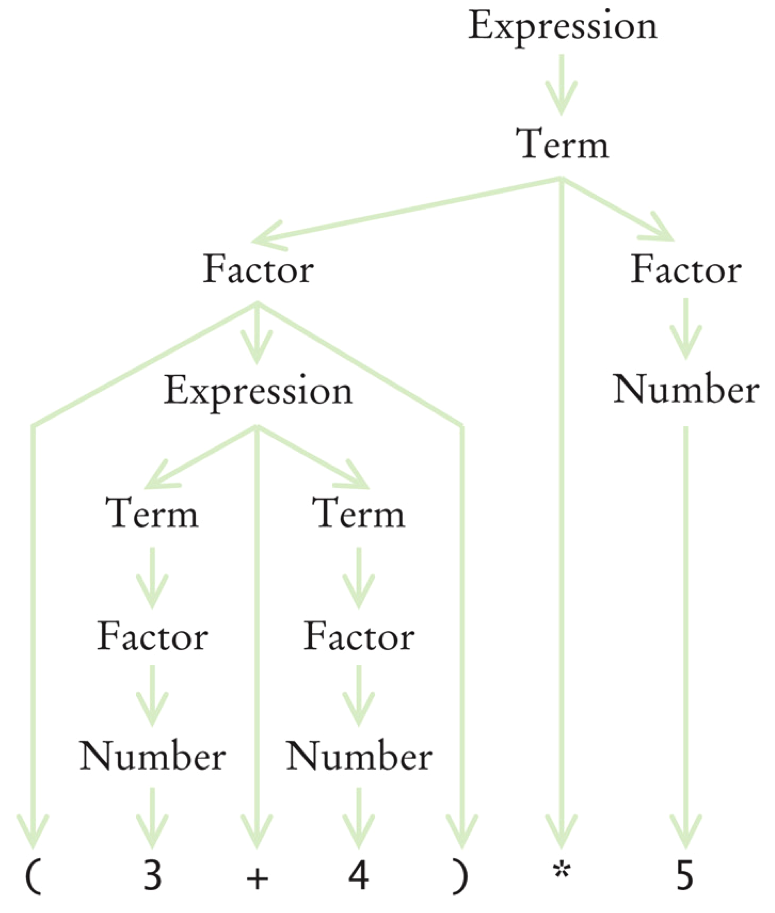 Expression
Term
Factor Factor
Expression Number
Term Term
Factor Factor
Number Number
( 3 + 4 ) * 5